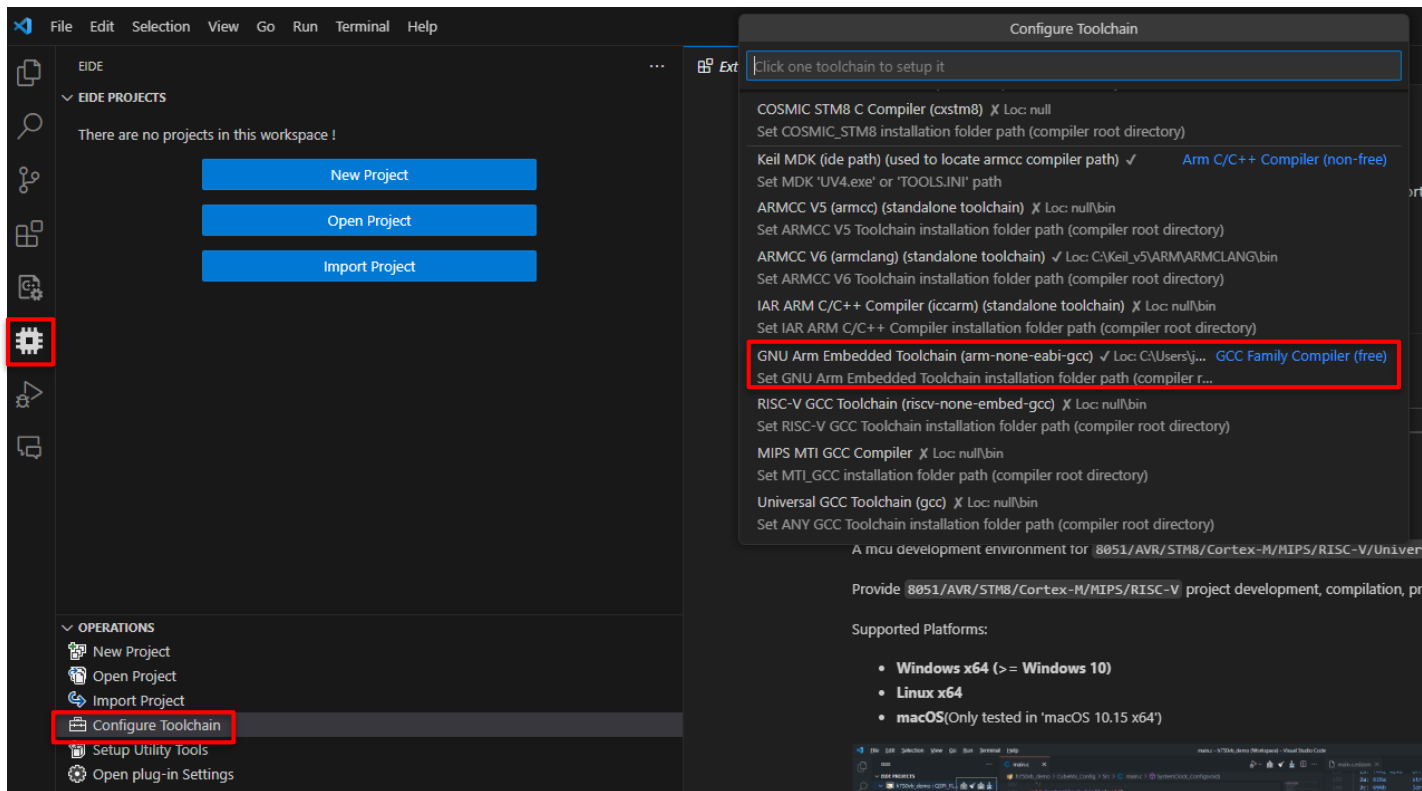 File Edit Selection View Go Run Terminal Help
Configure Toolchain
EIDE
Ext
Click one toolchain to setup it
EIDE PROJECTS
There are no projects in this workspace !
New Project
Open Project
Import Project
COSMIC STM8 C Compiler (cxstm8) ✗ Loc: null
Set COSMIC_STM8 installation folder path (compiler root directory)
Keil MDK (ide path) (used to locate armcc compiler path) ✓ Arm C/C++ Compiler (non-free)
Set MDK 'UV4.exe' or 'TOOLS.INI' path
ARMCC V5 (armcc) (standalone toolchain) ✗ Loc: null\bin
Set ARMCC V5 Toolchain installation folder path (compiler root directory)
ARMCC V6 (armclang) (standalone toolchain) ✓ Loc: C:\Keil_v5\ARM\ARMCLANG\bin
Set ARMCC V6 Toolchain installation folder path (compiler root directory)
IAR ARM C/C++ Compiler (iccarm) (standalone toolchain) ✗ Loc: null\bin
Set IAR ARM C/C++ Compiler installation folder path (compiler root directory)
GNU Arm Embedded Toolchain (arm-none-eabi-gcc) ✓ Loc: C:\Users\j... GCC Family Compiler (free)
Set GNU Arm Embedded Toolchain installation folder path (compiler r...
RISC-V GCC Toolchain (riscv-none-embed-gcc) ✗ Loc: null\bin
Set RISC-V GCC Toolchain installation folder path (compiler root directory)
MIPS MTI GCC Compiler ✗ Loc: null\bin
Set MTI_GCC installation folder path (compiler root directory)
Universal GCC Toolchain (gcc) ✗ Loc: null\bin
Set ANY GCC Toolchain installation folder path (compiler root directory)
A mcu development environment for 8051/AVR/STM8/Cortex-M/MIPS/RISC-V/Univer
Provide 8051/AVR/STM8/Cortex-M/MIPS/RISC-V project development, compilation, pr
Supported Platforms:
• Windows x64 (>= Windows 10)
• Linux x64
• macOS(Only tested in 'macOS 10.15 x64')
OPERATIONS
New Project
Open Project
Import Project
Configure Toolchain
Setup Utility Tools
Open plug-in Settings
File Edit Selection View Go Run Terminal Help
EIDE PROJECTS